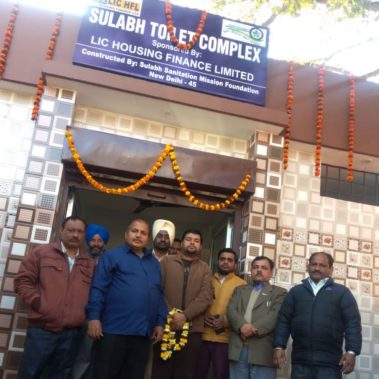 LIC HFL
SULABH TOILET COMPLEX
Sponsored By:
LIC HOUSING FINANCE LIMITED
Constructed By: Sulabh Sanitation Mission Foundation
New Delhi - 45